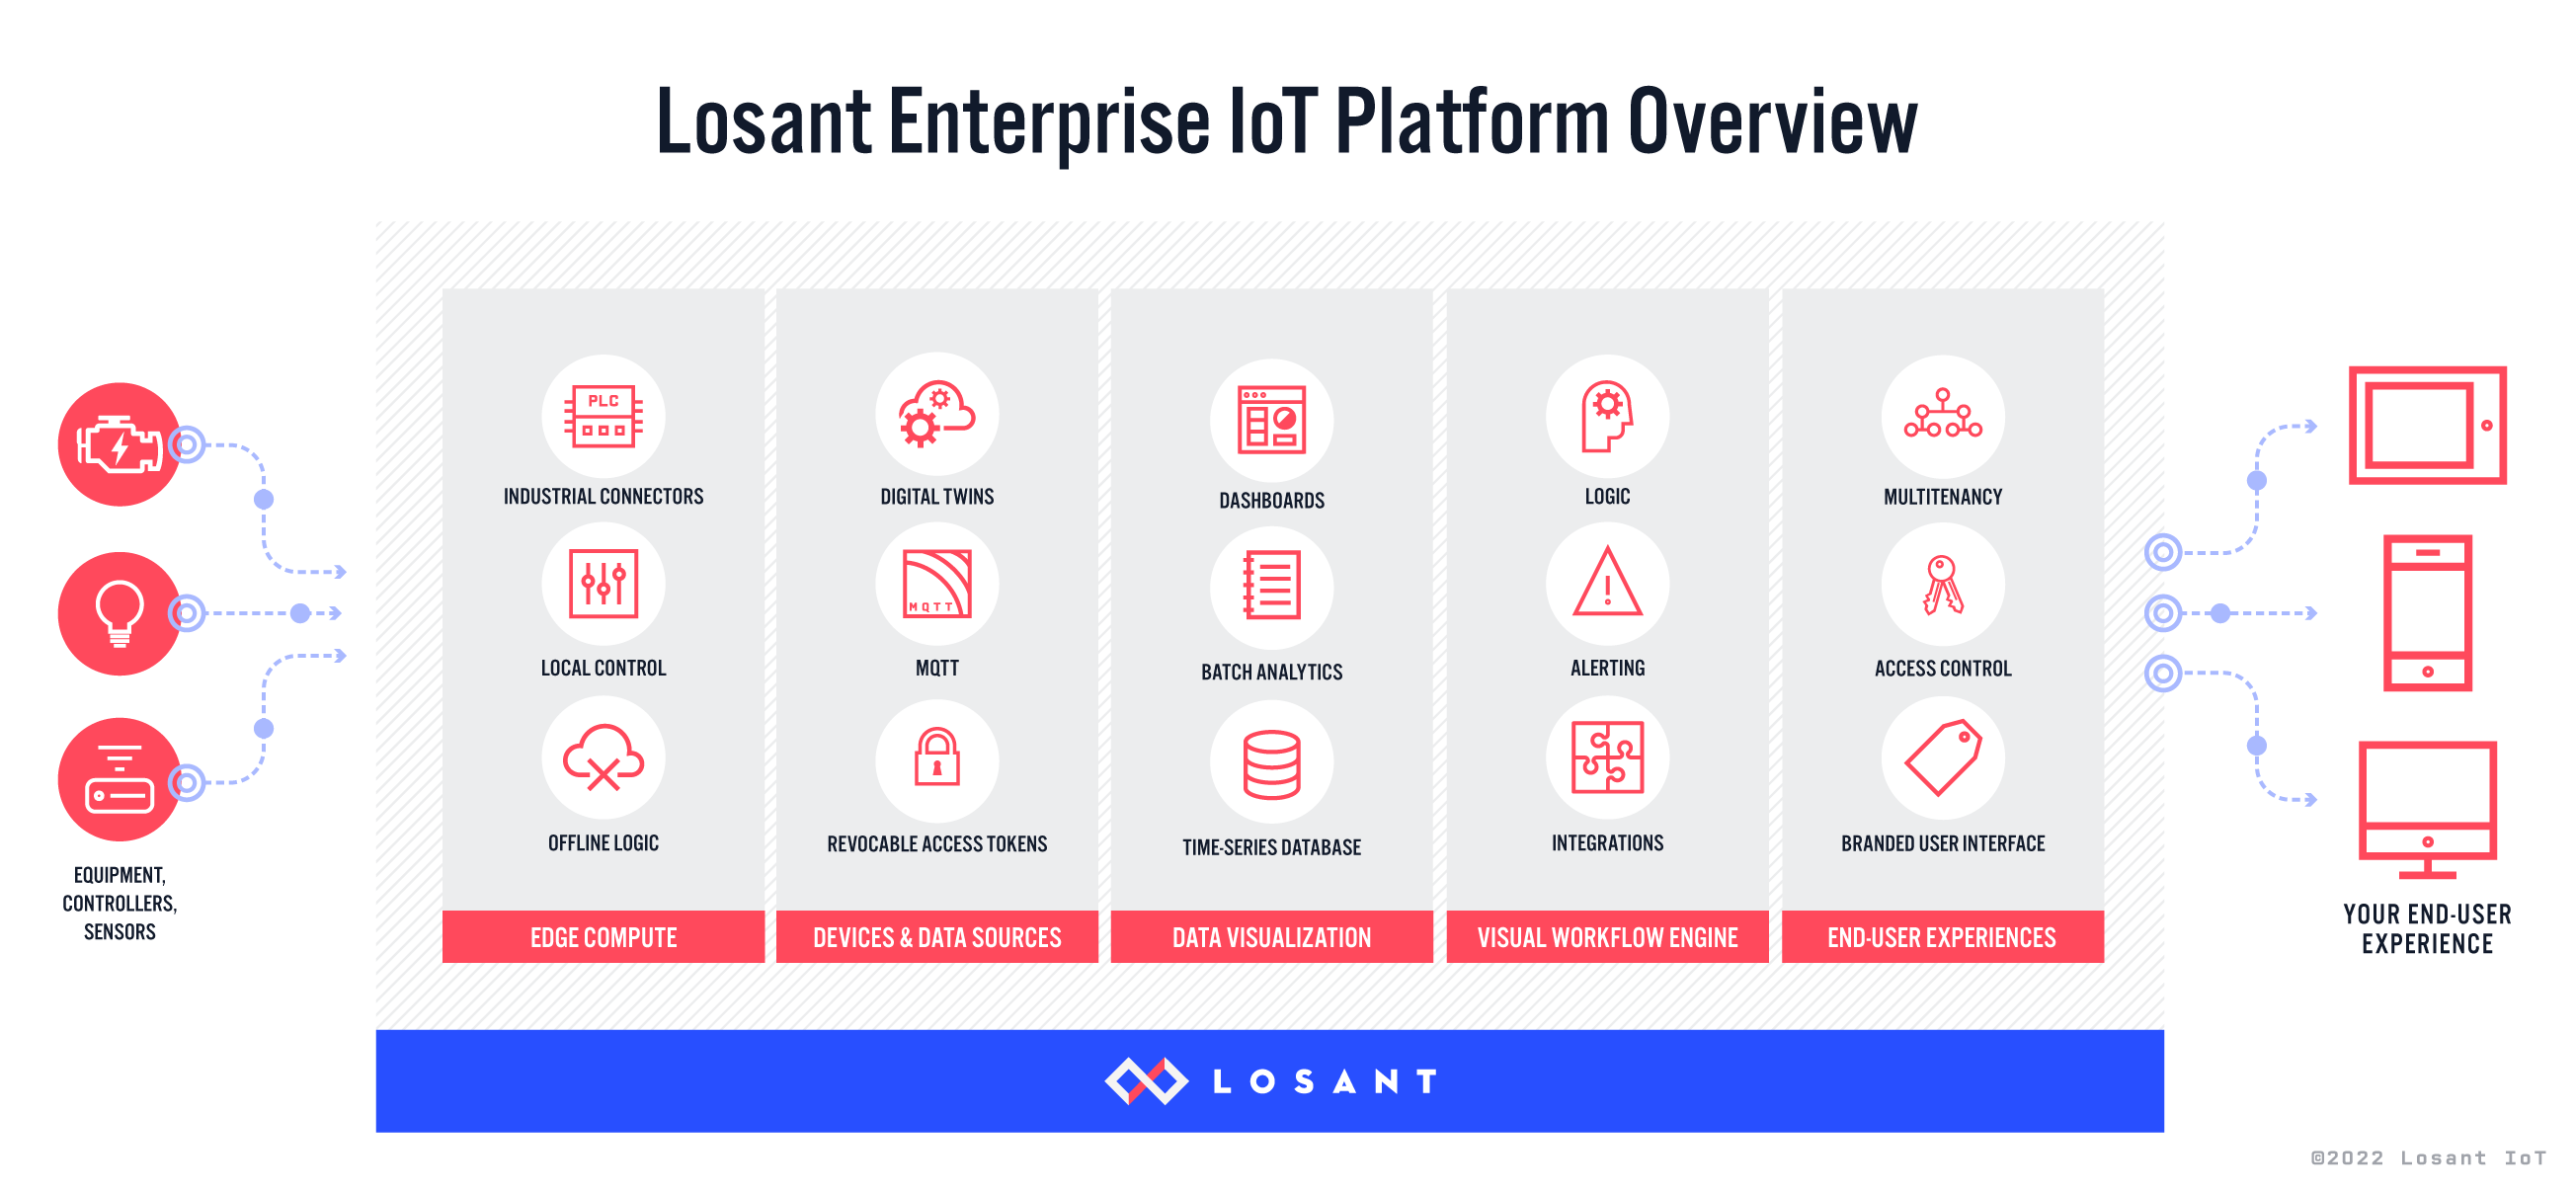 Losant Enterprise IoT Platform Overview
EQUIPMENT,
CONTROLLERS,
SENSORS
PLC
INDUSTRIAL CONNECTORS
LOCAL CONTROL
OFFLINE LOGIC
EDGE COMPUTE
DIGITAL TWINS
MQTT
MQTT
REVOCABLE ACCESS TOKENS
DEVICES & DATA SOURCES
DASHBOARDS
BATCH ANALYTICS
TIME-SERIES DATABASE
DATA VISUALIZATION
LOGIC
ALERTING
INTEGRATIONS
VISUAL WORKFLOW ENGINE
MULTITENANCY
ACCESS CONTROL
BRANDED USER INTERFACE
END-USER EXPERIENCES
YOUR END-USER
EXPERIENCE
LOSANT
©2022 Losant IoT